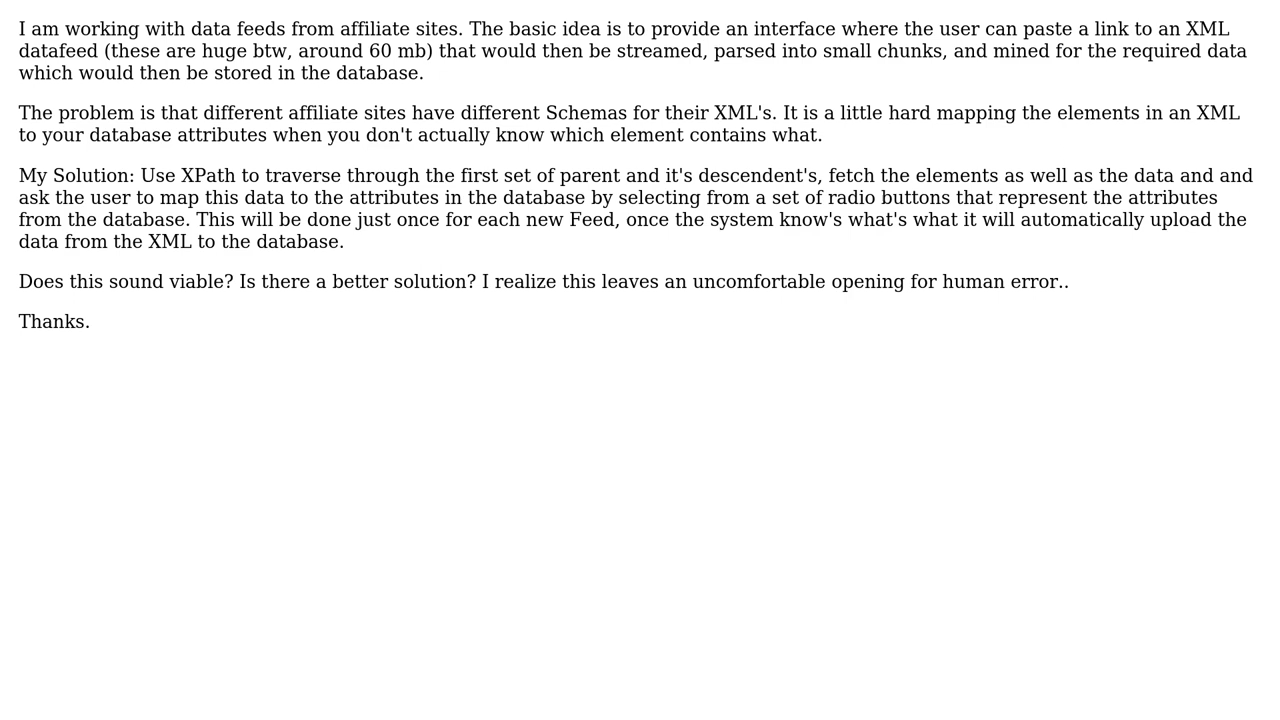 I am working with data feeds from affiliate sites. The basic idea is to provide an interface where the user can paste a link to an XML
datafeed (these are huge btw, around 60 mb) that would then be streamed, parsed into small chunks, and mined for the required data
which would then be stored in the database.
The problem is that different affiliate sites have different Schemas for their XML's. It is a little hard mapping the elements in an XML
to your database attributes when you don't actually know which element contains what.
My Solution: Use XPath to traverse through the first set of parent and it's descendent's, fetch the elements as well as the data and and
ask the user to map this data to the attributes in the database by selecting from a set of radio buttons that represent the attributes
from the database. This will be done just once for each new Feed, once the system know's what's what it will automatically upload the
data from the XML to the database.
Does this sound viable? Is there a better solution? I realize this leaves an uncomfortable opening for human error..
Thanks.